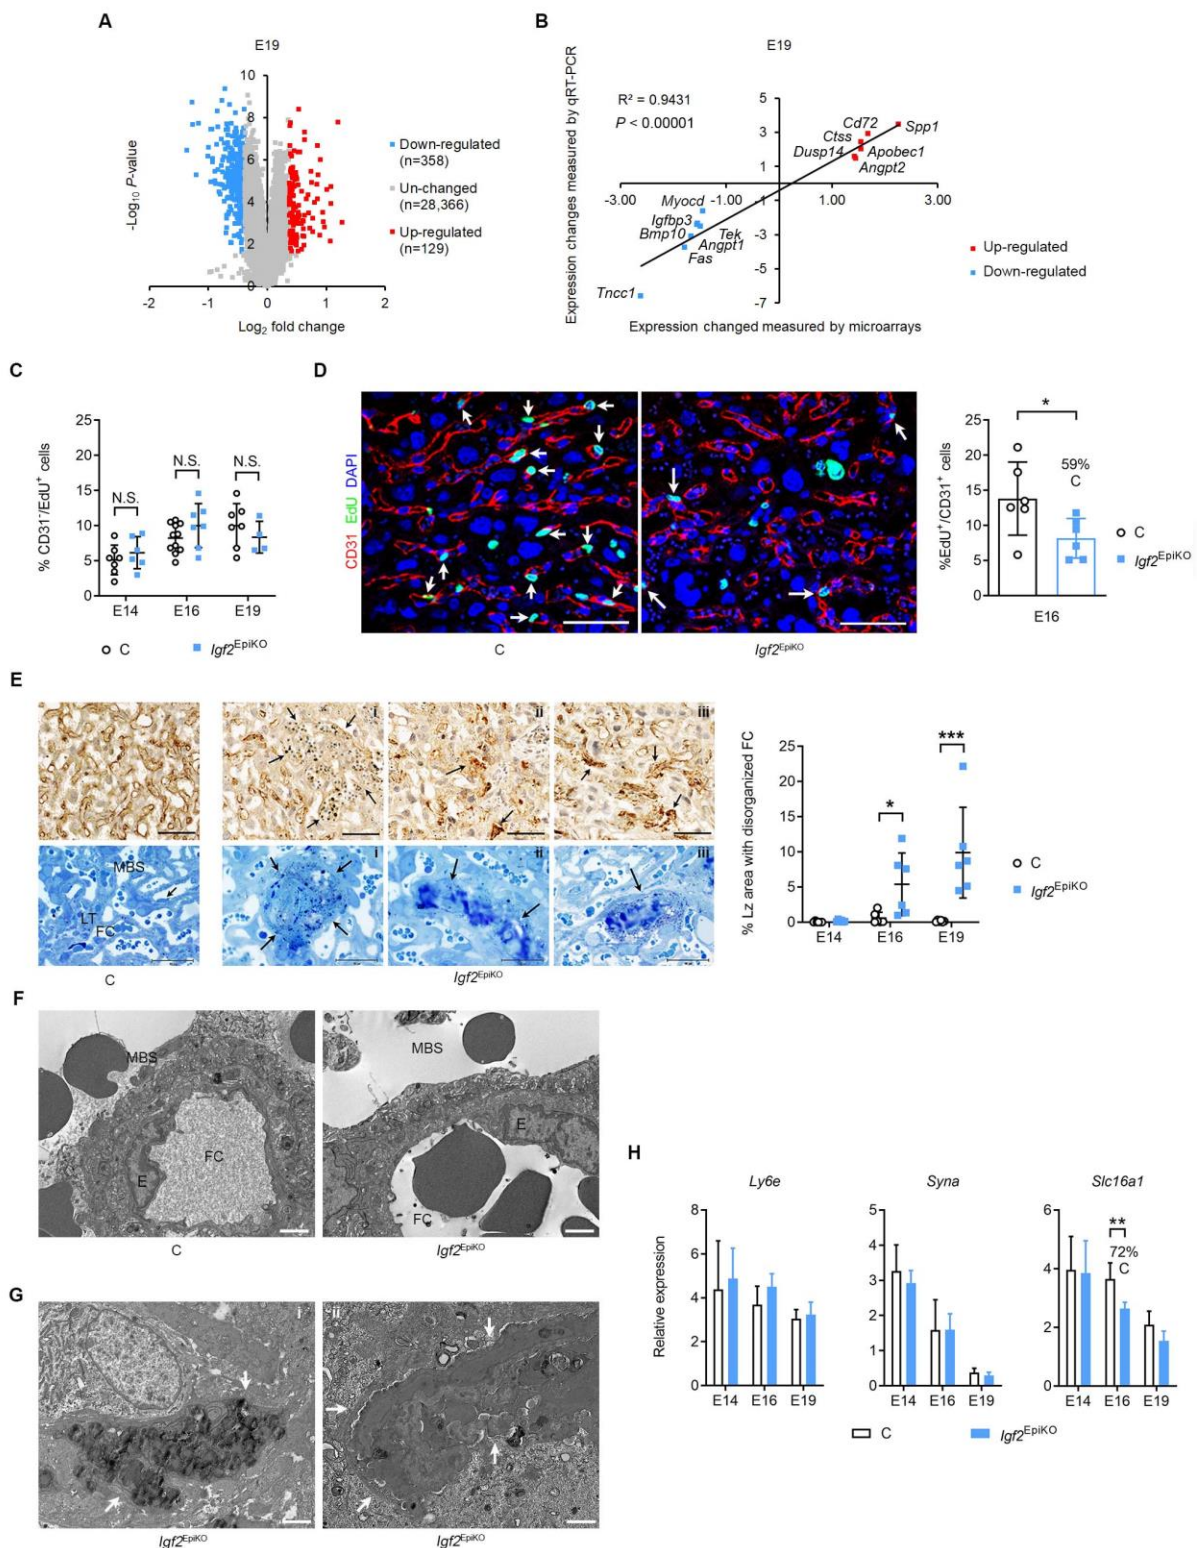 A
E19
-Log10 P-value
10
8
6
4
2
0
-2
-1
0
1
2
Log2 fold change
Down-regulated
(n=358)
Un-changed
(n=28,366)
Up-regulated
(n=129)
B
E19
Expression changes measured by qRT-PCR
R² = 0.9431
P < 0.00001
5
3
1
-3.00
1.00
3.00
-1
-3
-5
-7
Cd72
Spp1
Ctss
Dusp14
Apobec1
Angpt2
Myocd
Igfbp3
Bmp10
Tek
Angpt1
Fas
Tncc1
Up-regulated
Down-regulated
Expression changed measured by microarrays
C
% CD31-/EdU+ cells
25
20
15
10
5
0
N.S.
N.S.
N.S.
E14
E16
E19
C
Igf2EpiKO
D
CD31 EdU DAPI
C
Igf2EpiKO
%EdU+/CD31+ cells
25
20
15
10
5
0
*
59%
C
E16
C
Igf2EpiKO
E
i
ii
iii
MBS
LT
FC
i
ii
iii
C
Igf2EpiKO
% Lz area with disorganized FC
25
20
15
10
5
0
*
***
E14
E16
E19
C
Igf2EpiKO
F
MBS
FC
E
C
MBS
E
FC
Igf2EpiKO
G
i
Igf2EpiKO
ii
Igf2EpiKO
H
Relative expression
Ly6e
8
6
4
2
0
E14
E16
E19
Syna
5
4
3
2
1
0
E14
E16
E19
Slc16a1
6
4
2
0
**
72%
C
E14
E16
E19
C
Igf2EpiKO